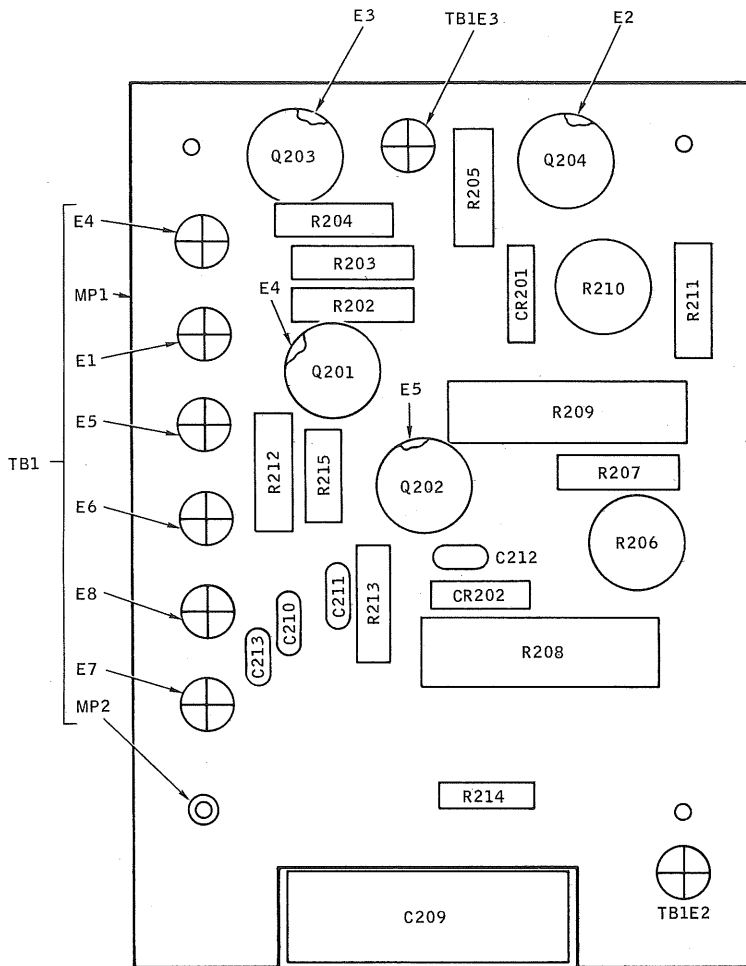 E3
TB1E3
E2
Q203
Q204
R205
R204
E4
R203
CR201
R210
R211
MP1
E4
R202
E1
Q201
E5
R209
E5
TB1
R212
R215
R207
Q202
E6
R206
C212
E8
C213
C210
C211
R213
CR202
R208
E7
MP2
R214
C209
TB1E2